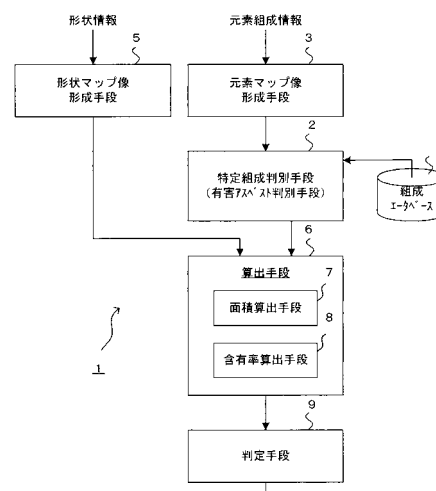 形状情報
元素組成情報
5
3
形状マップ像
形成手段
元素マップ像
形成手段
2
特定組成判別手段
(有害アスベスト判別手段)
組成
エータベース
6
算出手段
7
面積算出手段
8
含有率算出手段
1
9
判定手段